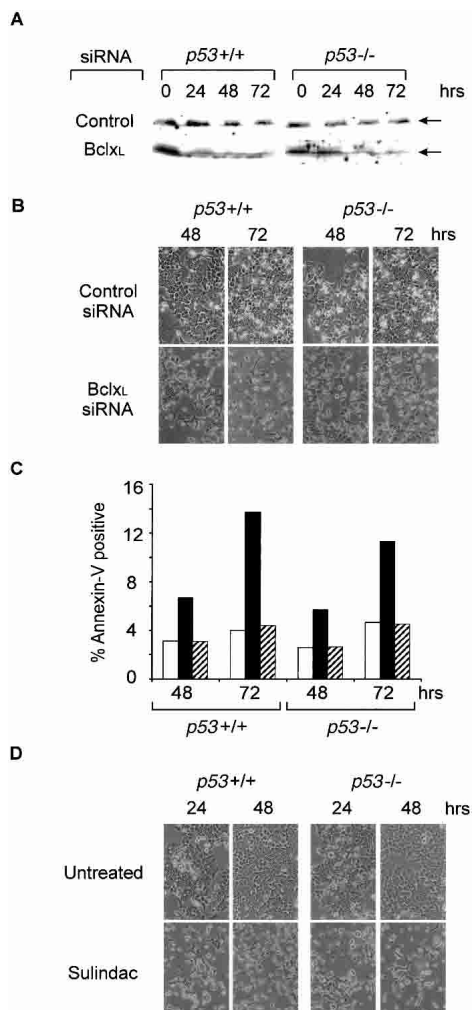 A
siRNA p53+/+ p53-/-
0 24 48 72 0 24 48 72 hrs
Control
BclxL
B
p53+/+ p53-/-
48 72 48 72 hrs
Control siRNA
BclxL siRNA
C
% Annexin-V positive
16
12
8
4
0
48 72 48 72 hrs
p53+/+ p53-/-
D
p53+/+ p53-/-
24 48 24 48 hrs
Untreated
Sulindac